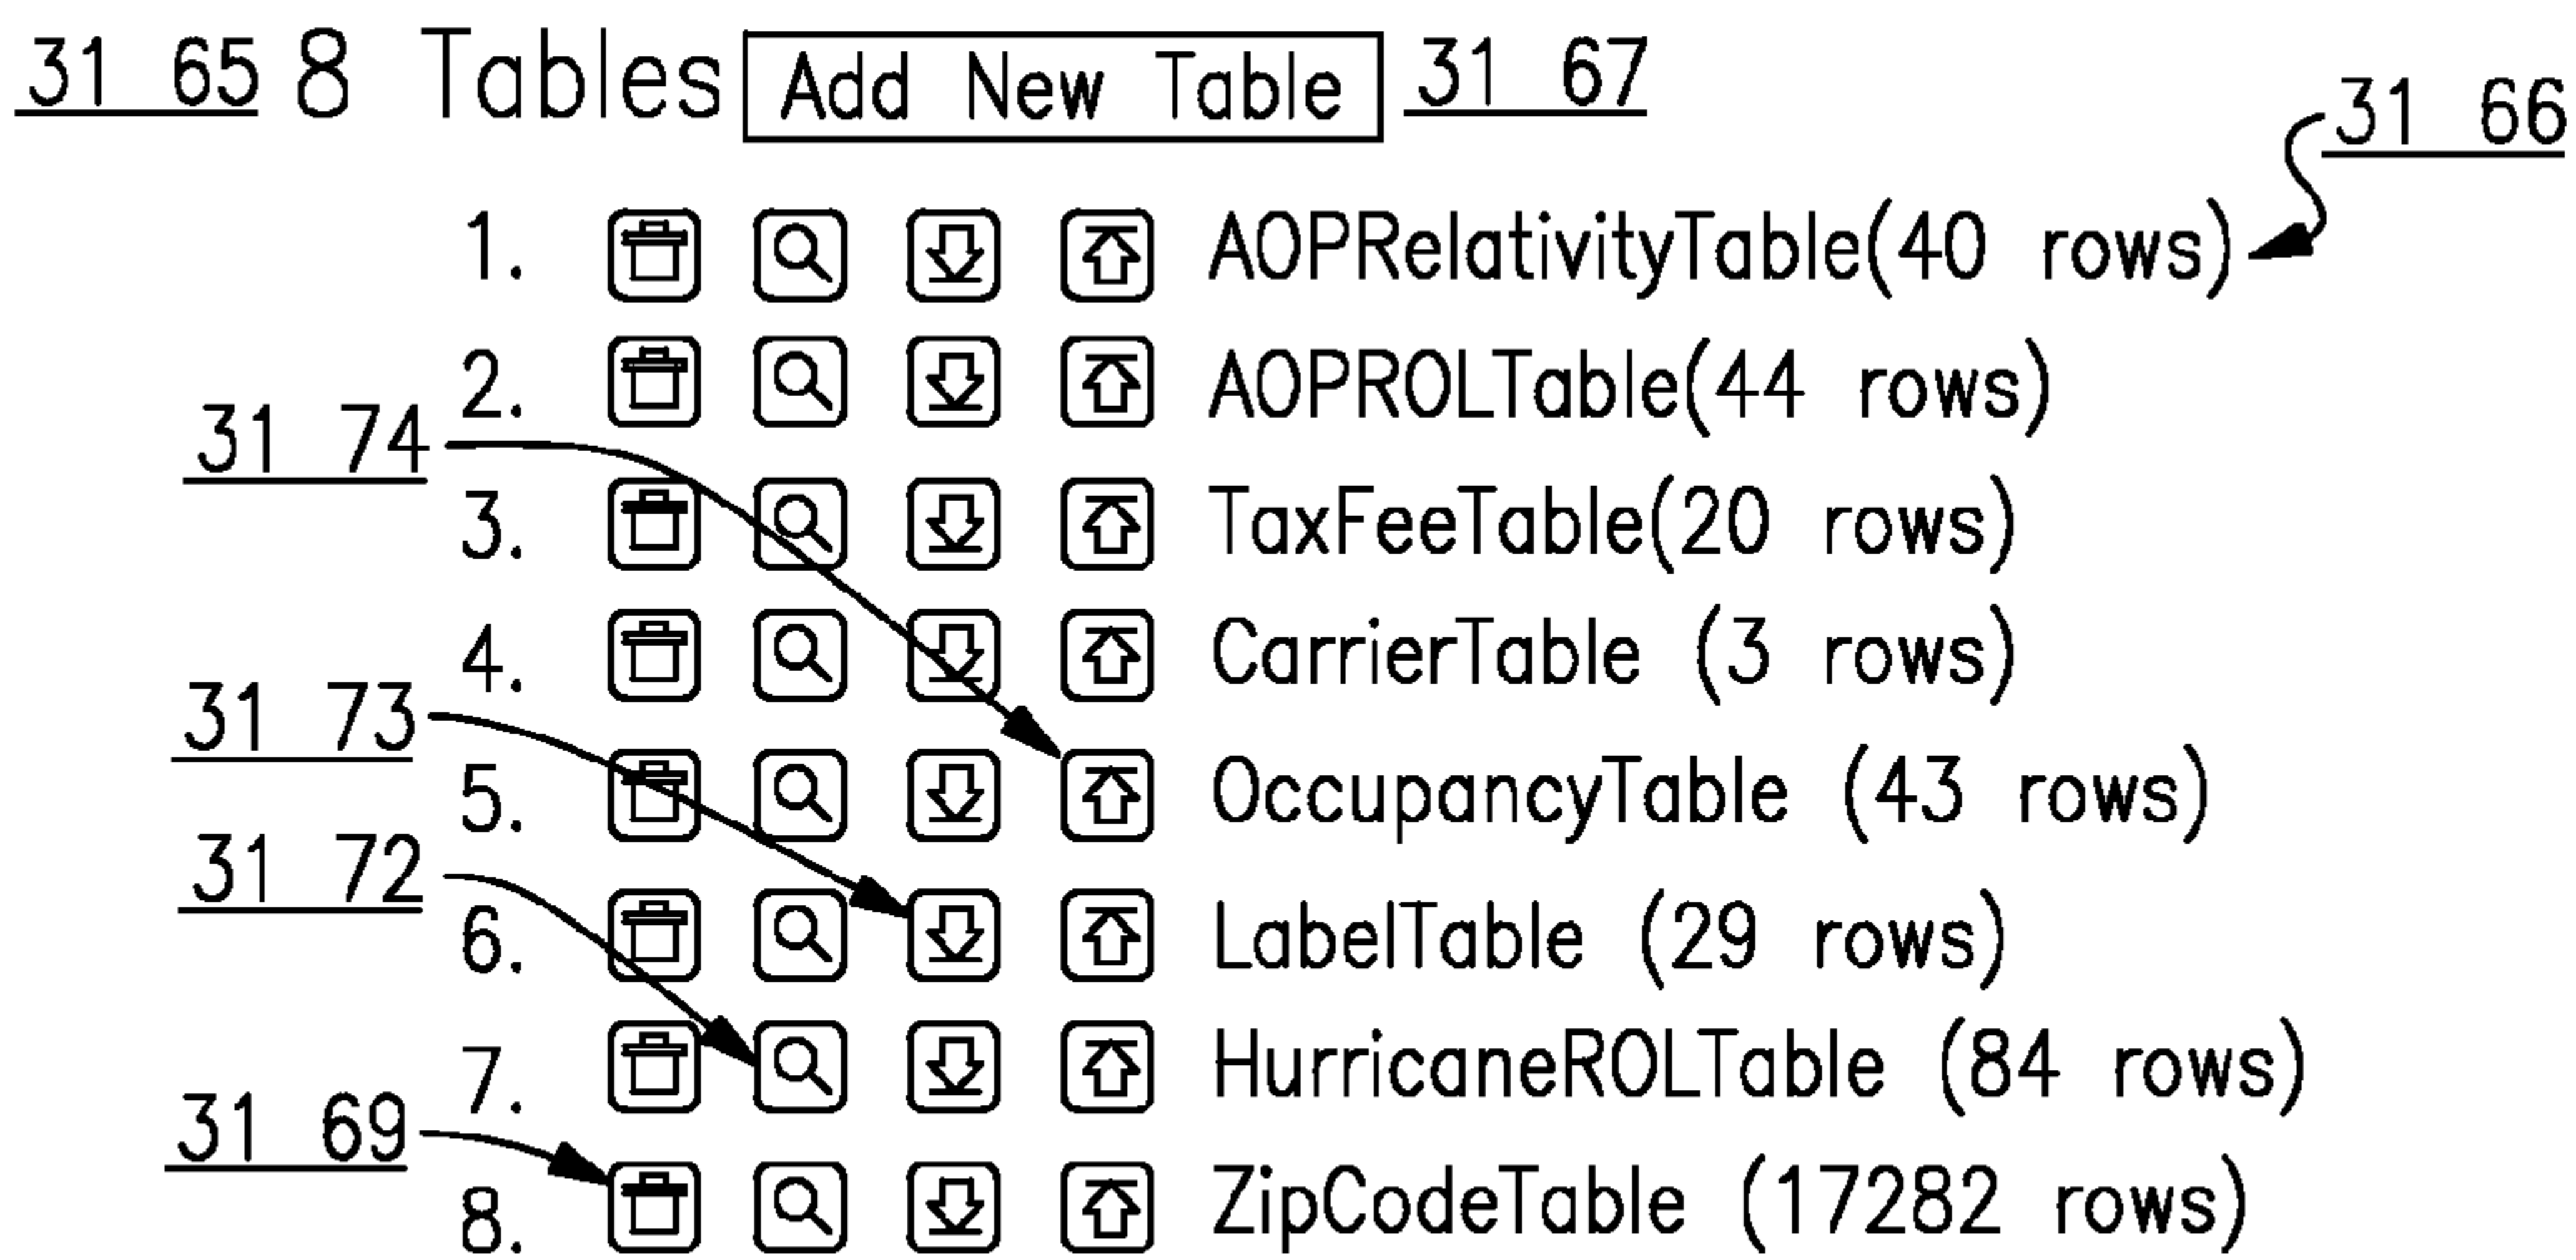 31 65 8 Tables Add New Table 31 67
31 66
1. AOPRelativityTable(40 rows)
2. AOPROLTable(44 rows)
31 74
3. TaxFeeTable(20 rows)
4. CarrierTable (3 rows)
31 73
5. OccupancyTable (43 rows)
31 72
6. LabelTable (29 rows)
7. HurricaneROLTable (84 rows)
31 69
8. ZipCodeTable (17282 rows)